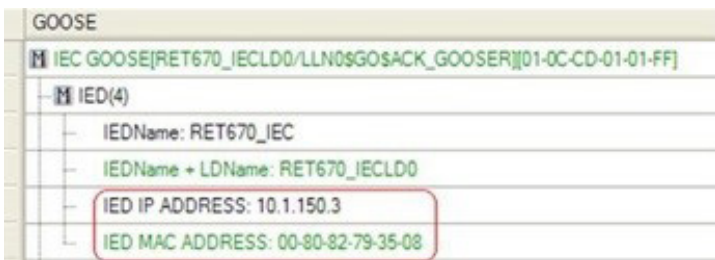 GOOSE
IEC GOOSE[RET670_IECLD0/LLN0$GO$ACK_GOOSER][01-0C-CD-01-01-FF]
IED(4)
IEDName: RET670_IEC
IEDName + LDName: RET670_IECLD0
IED IP ADDRESS: 10.1.150.3
IED MAC ADDRESS: 00-80-82-79-35-08